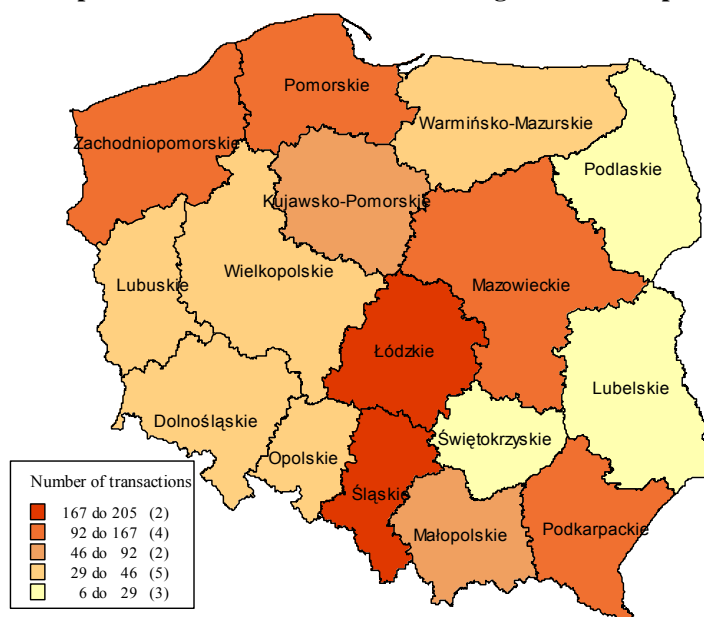 Pomorskie
Zachodniopomorskie
Warmińsko-Mazurskie
Podlaskie
Kujawsko-Pomorskie
Wielkopolskie
Lubuskie
Mazowieckie
Łódzkie
Lubelskie
Dolnośląskie
Świętokrzyskie
Opolskie
Śląskie
Małopolskie
Podkarpackie
Number of transactions
167 do 205 (2)
92 do 167 (4)
46 do 92 (2)
29 do 46 (5)
6 do 29 (3)